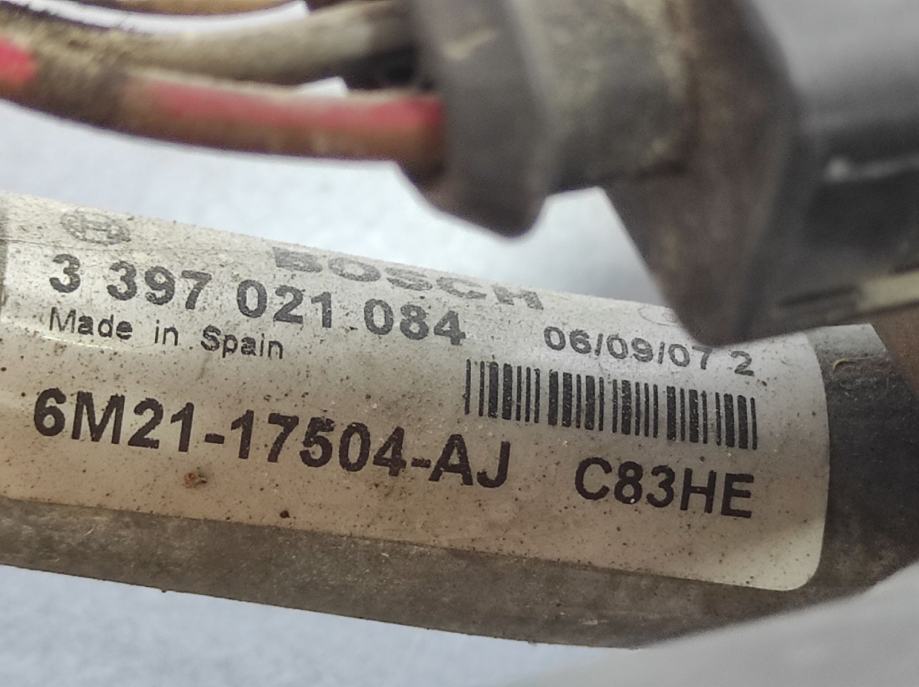 BOSCH
3 397 021 084
06/09/07 2
Made in Spain
6M21-17504-AJ
C83HE